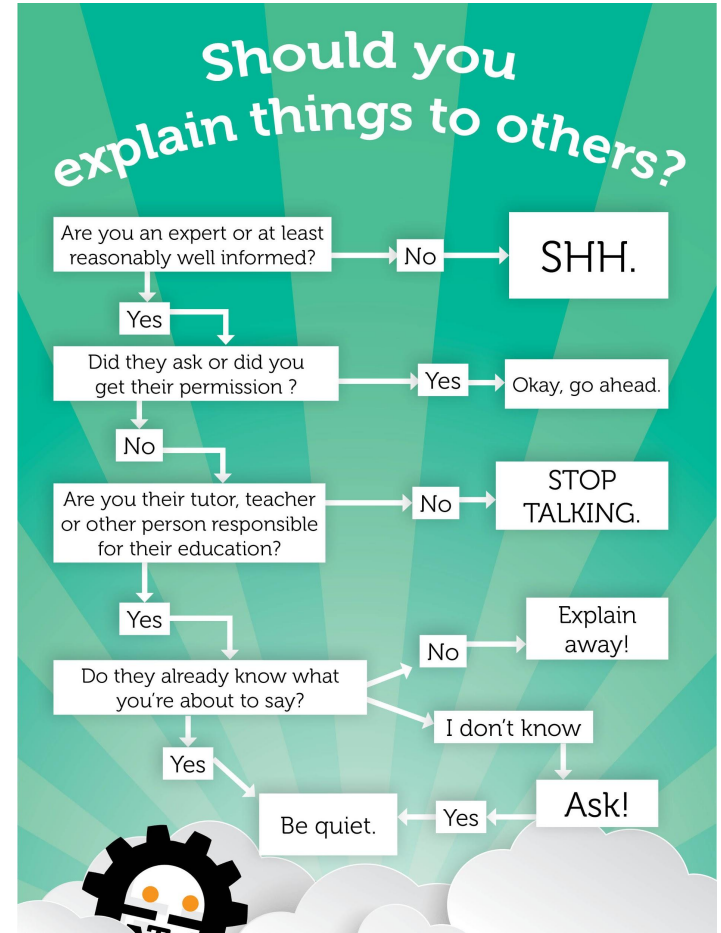 Should you
explain things to others?
Are you an expert or at least
reasonably well informed?
No
SHH.
Yes
Did they ask or did you
get their permission ?
Yes
Okay, go ahead.
No
Are you their tutor, teacher
or other person responsible
for their education?
No
STOP
TALKING.
Yes
Do they already know what
you're about to say?
No
Explain
away!
I don't know
Yes
Ask!
Yes
Be quiet.